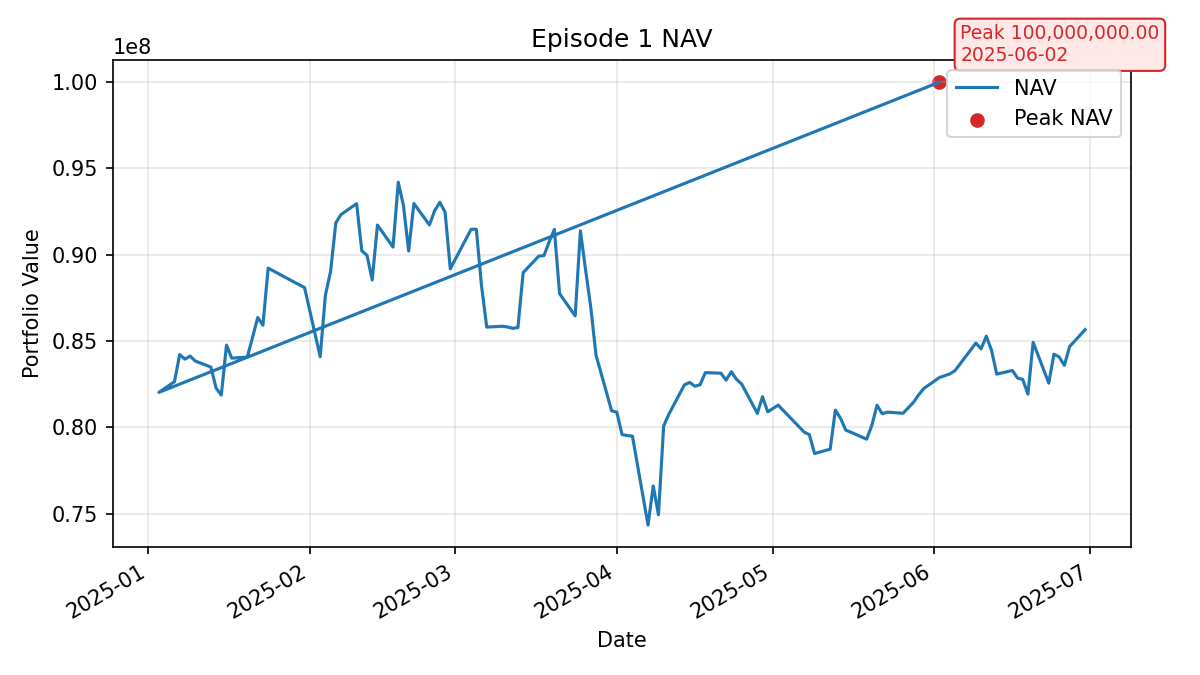 Episode 1 NAV
Peak 100,000,000.00
2025-06-02
1e8
NAV
Peak NAV
1.00
0.95
0.90
0.85
0.80
0.75
Portfolio Value
2025-01
2025-02
2025-03
2025-04
2025-05
2025-06
2025-07
Date